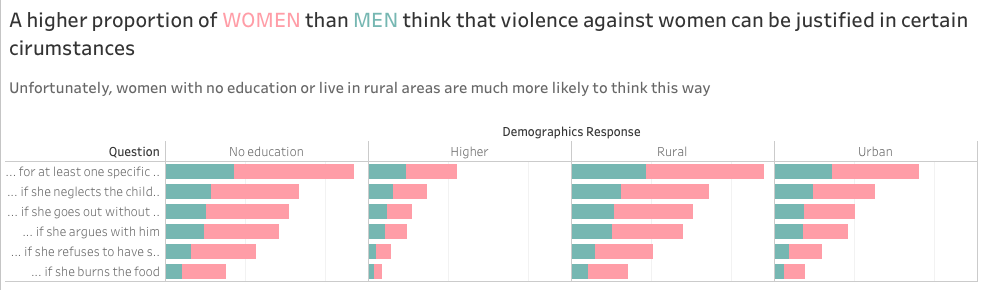 A higher proportion of WOMEN than MEN think that violence against women can be justified in certain
cirumstances
Unfortunately, women with no education or live in rural areas are much more likely to think this way
Demographics Response
Question No education Higher Rural Urban
... for at least one specific ..
... if she neglects the child..
... if she goes out without ..
... if she argues with him
... if she refuses to have s..
... if she burns the food